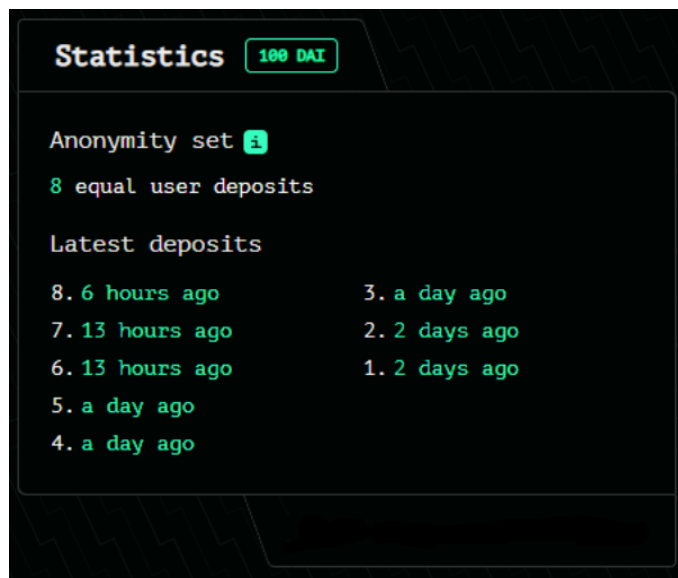 Statistics 100 DAI
Anonymity set i
8 equal user deposits
Latest deposits
8. 6 hours ago
7. 13 hours ago
6. 13 hours ago
5. a day ago
4. a day ago
3. a day ago
2. 2 days ago
1. 2 days ago